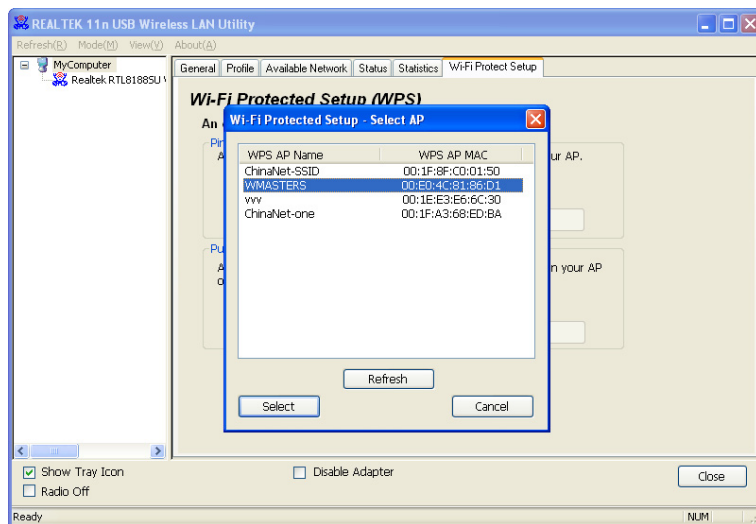 REALTEK 11n USB Wireless LAN Utility
Refresh(R) Mode(M) View(V) About(A)
MyComputer
Realtek RTL8188SU
General Profile Available Network Status Statistics Wi-Fi Protect Setup
Wi-Fi Protected Setup (WPS)
An
Wi-Fi Protected Setup - Select AP
Pin
A ur AP.
WPS AP Name WPS AP MAC
ChinaNet-SSID 00:1F:8F:C0:01:50
WMASTERS 00:E0:4C:81:86:D1
vvv 00:1E:E3:E6:6C:30
ChinaNet-one 00:1F:A3:68:ED:BA
Pu
A n your AP
o
Refresh
Select Cancel
Show Tray Icon Disable Adapter
Radio Off
Close
Ready NUM